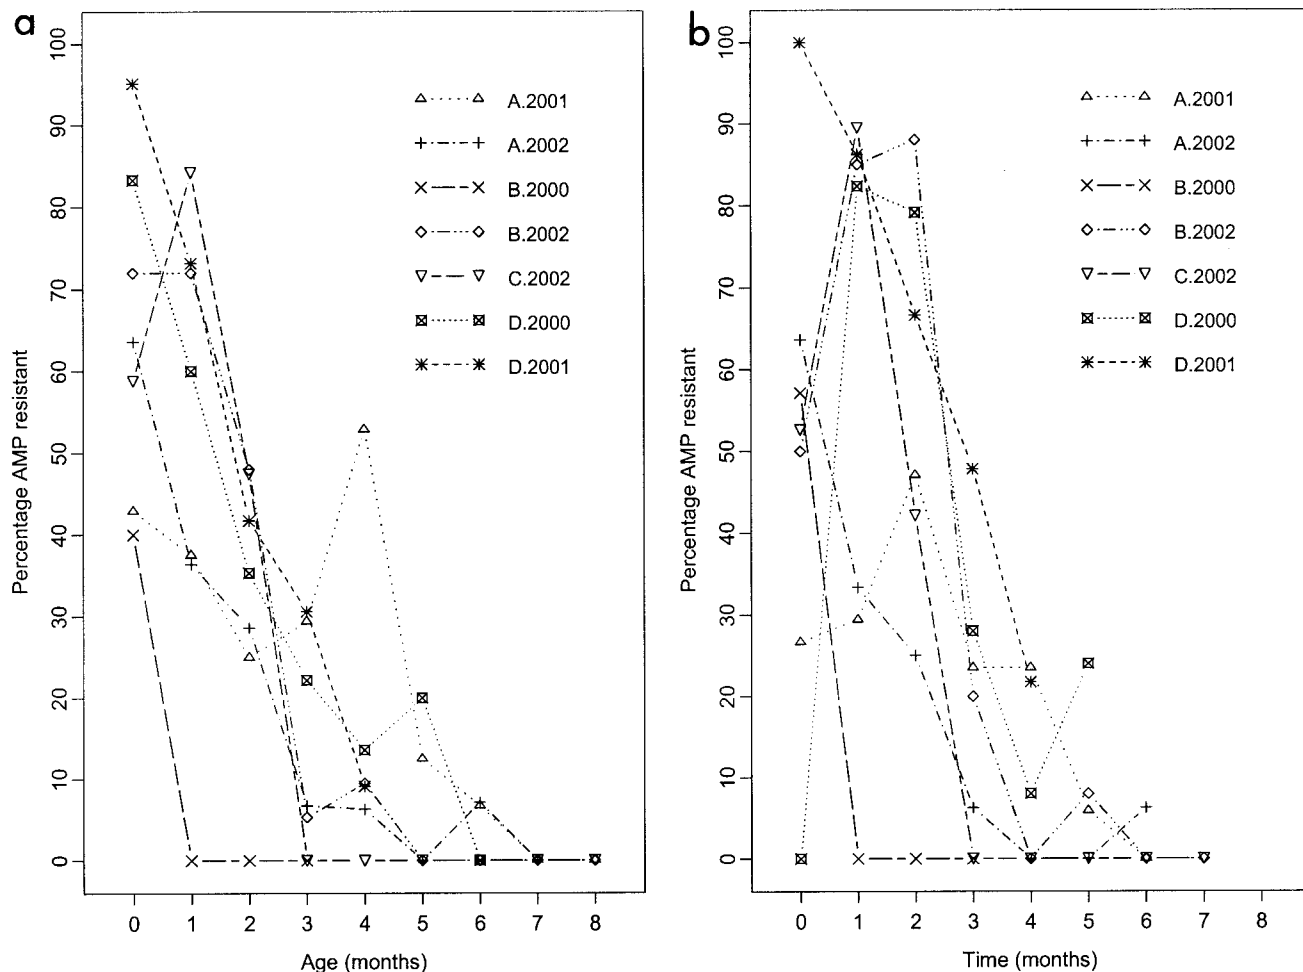 a
Percentage AMP resistant
100
90
80
70
60
50
40
30
20
10
0
A.2001
A.2002
B.2000
B.2002
C.2002
D.2000
D.2001
0 1 2 3 4 5 6 7 8
Age (months)
b
Percentage AMP resistant
100
90
80
70
60
50
40
30
20
10
0
A.2001
A.2002
B.2000
B.2002
C.2002
D.2000
D.2001
0 1 2 3 4 5 6 7 8
Time (months)